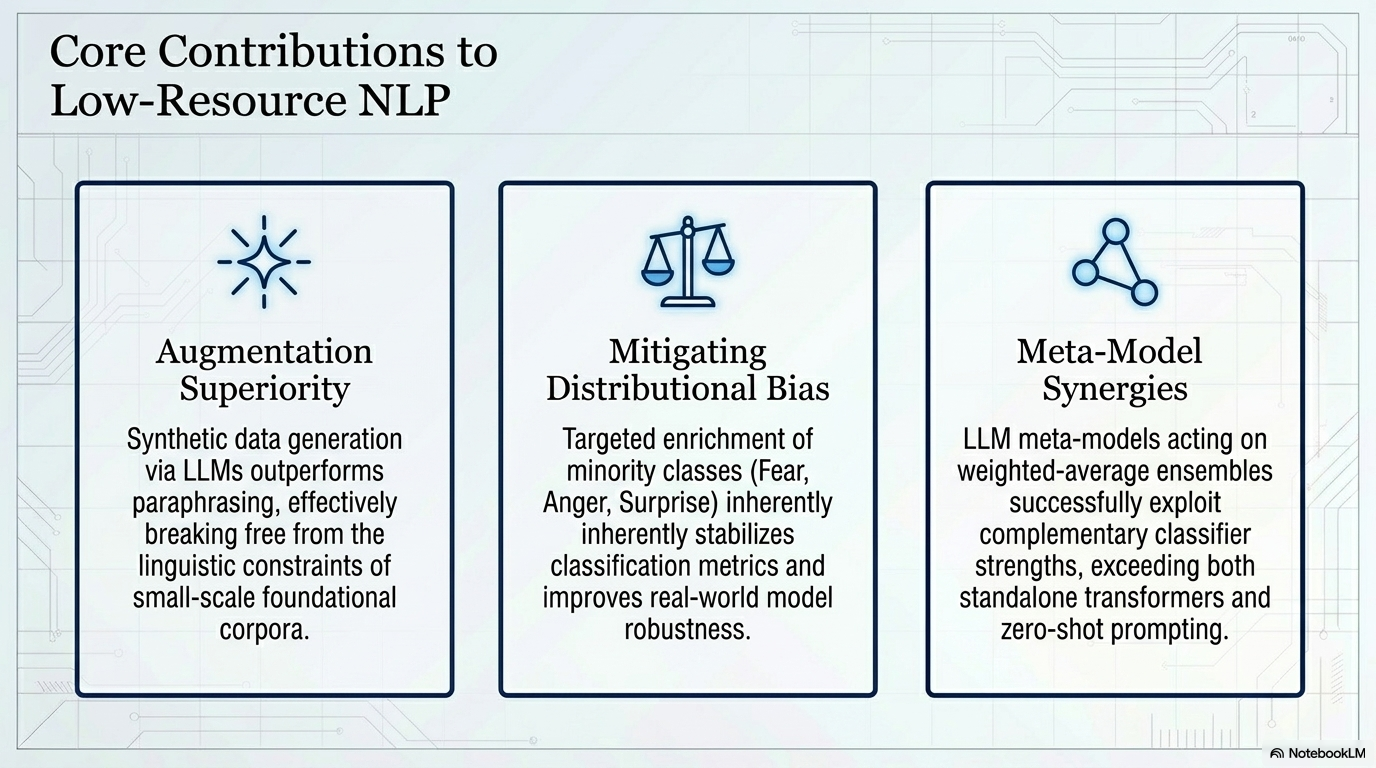 Core Contributions to
Low-Resource NLP
Augmentation
Superiority
Synthetic data generation
via LLMs outperforms
paraphrasing, effectively
breaking free from the
linguistic constraints of
small-scale foundational
corpora.
Mitigating
Distributional Bias
Targeted enrichment of
minority classes (Fear,
Anger, Surprise) inherently
inherently stabilizes
classification metrics and
improves real-world model
robustness.
Meta-Model
Synergies
LLM meta-models acting on
weighted-average ensembles
successfully exploit
complementary classifier
strengths, exceeding both
standalone transformers and
zero-shot prompting.
NotebookLM